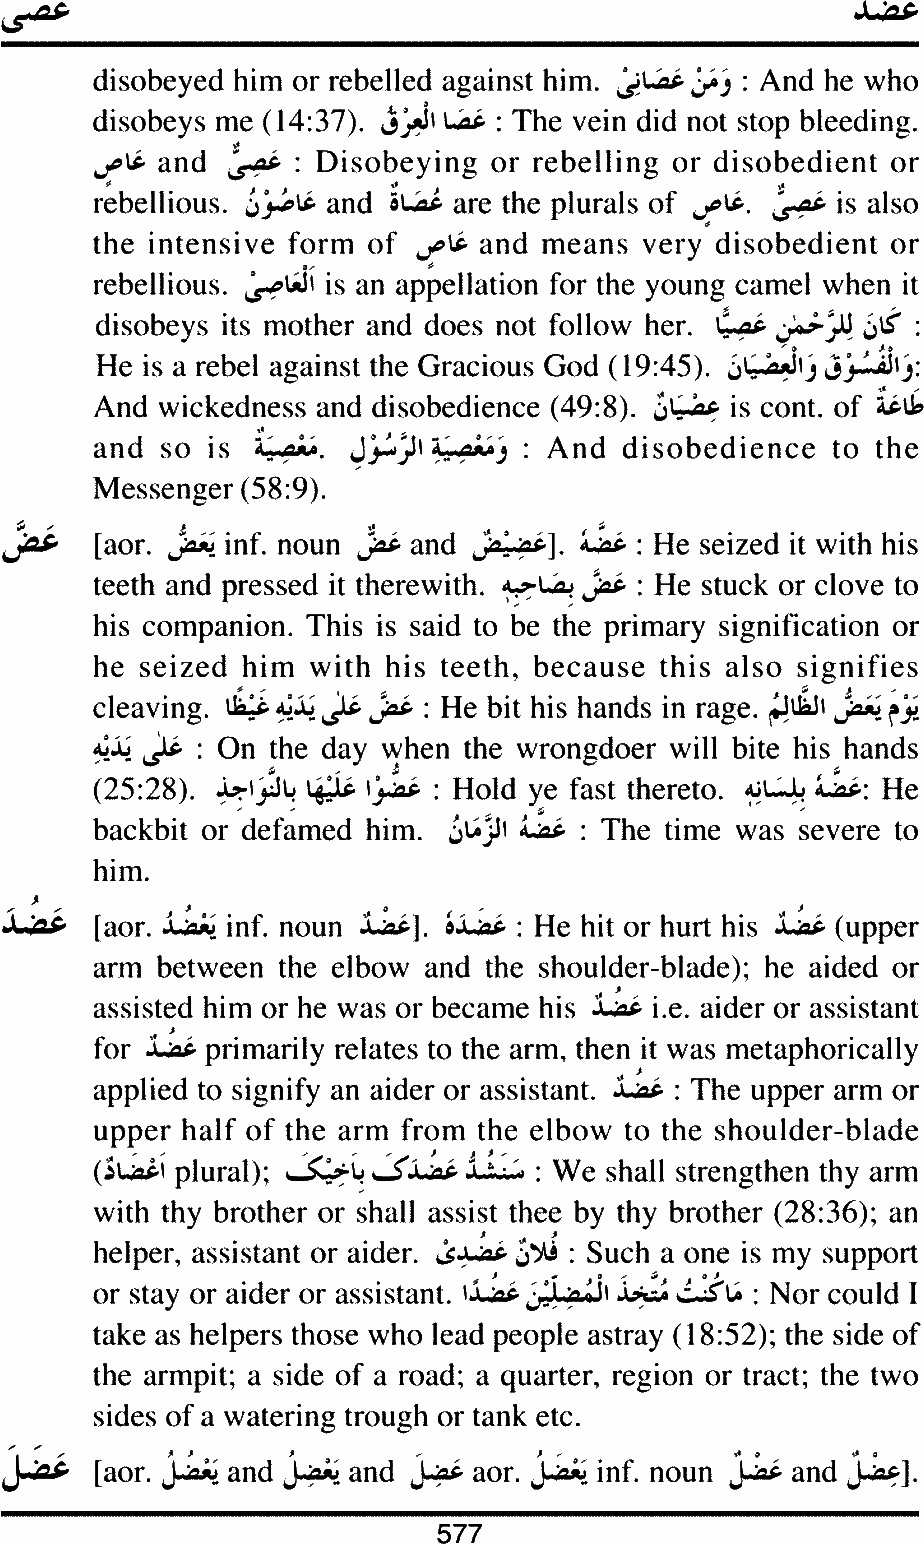 عصی عضد
disobeyed him or rebelled against him. وَمَنْ عَصَانِیْ : And he who
disobeys me (14:37). عَصَا الْعِرْقُ : The vein did not stop bleeding.
عَاصٍ and عَصِیٌّ : Disobeying or rebelling or disobedient or
rebellious. عَاصُوْنَ and عُصَاةٌ are the plurals of عَاصٍ. عَصِیٌّ is also
the intensive form of عَاصٍ and means very disobedient or
rebellious. اَلْعَاصِیْ is an appellation for the young camel when it
disobeys its mother and does not follow her. کَانَ لِلرَّحْمٰنِ عَصِیًّا :
He is a rebel against the Gracious God (19:45). وَالْفُسُوْقَ وَالْعِصْیَانَ:
And wickedness and disobedience (49:8). عِصْیَانٌ is cont. of طَاعَةٌ
and so is مَعْصِیَةٌ. وَمَعْصِیَةِ الرَّسُوْلِ : And disobedience to the
Messenger (58:9).
عَضَّ [aor. یَعَضُّ inf. noun عَضٌّ and عَضِیْضٌ]. عَضَّهُ : He seized it with his
teeth and pressed it therewith. عَضَّ بِصَاحِبِهٖ : He stuck or clove to
his companion. This is said to be the primary signification or
he seized him with his teeth, because this also signifies
cleaving. عَضَّ عَلٰی یَدَیْهِ غَیْظًا : He bit his hands in rage. یَوْمَ یَعَضُّ الظَّالِمُ
عَلٰی یَدَیْهِ : On the day when the wrongdoer will bite his hands
(25:28). عَضُّوْا عَلَیْهَا بِالنَّوَاجِذِ : Hold ye fast thereto. عَضَّهُ بِلِسَانِهٖ: He
backbit or defamed him. عَضَّهُ الزَّمَانُ : The time was severe to
him.
عَضُدَ [aor. یَعْضُدُ inf. noun عَضْدٌ]. عَضَدَهُ : He hit or hurt his عَضُدٌ (upper
arm between the elbow and the shoulder-blade); he aided or
assisted him or he was or became his عَضُدٌ i.e. aider or assistant
for عَضُدٌ primarily relates to the arm, then it was metaphorically
applied to signify an aider or assistant. عَضُدٌ : The upper arm or
upper half of the arm from the elbow to the shoulder-blade
(اَعْضَادٌ plural); سَنَشُدُّ عَضُدَکَ بِاَخِیْکَ : We shall strengthen thy arm
with thy brother or shall assist thee by thy brother (28:36); an
helper, assistant or aider. فُلَانٌ عَضُدِیْ : Such a one is my support
or stay or aider or assistant. مَا کُنْتُ مُتَّخِذَ الْمُضِلِّیْنَ عَضُدًا : Nor could I
take as helpers those who lead people astray (18:52); the side of
the armpit; a side of a road; a quarter, region or tract; the two
sides of a watering trough or tank etc.
عَضَلَ [aor. یَعْضُلُ and یَعْضِلُ and عَضِلَ aor. یَعْضَلُ inf. noun عَضْلٌ and عِضْلٌ].
577